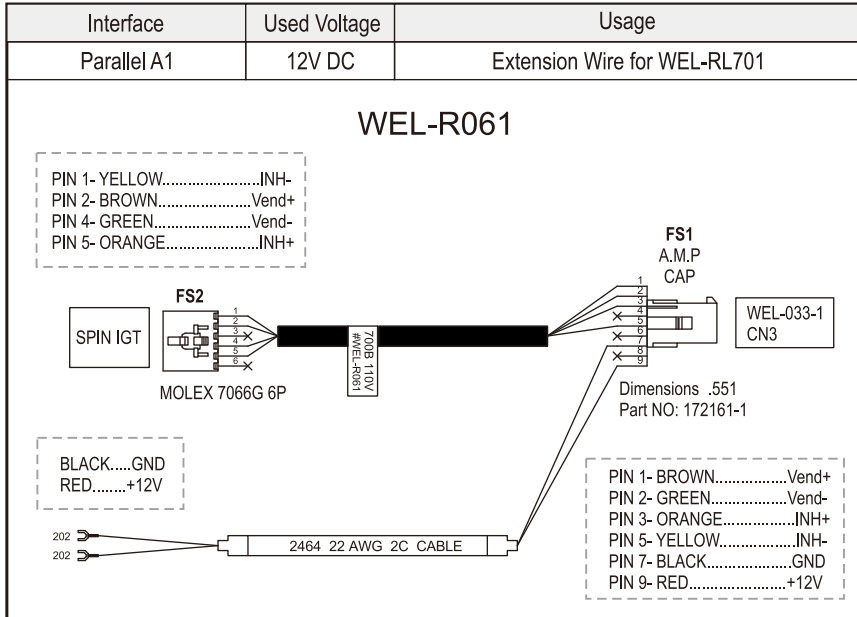 Interface Used Voltage Usage
Parallel A1 12V DC Extension Wire for WEL-RL701
WEL-R061
PIN 1- YELLOW....................INH-
PIN 2- BROWN...................Vend+
PIN 4- GREEN....................Vend-
PIN 5- ORANGE..................INH+
FS1
A.M.P
CAP
FS2
SPIN IGT
1
2
3
4
5
6
700B 110V
#WEL-R061
1
2
3
4
5
6
7
8
9
WEL-033-1
CN3
MOLEX 7066G 6P
Dimensions .551
Part NO: 172161-1
BLACK.....GND
RED.......+12V
PIN 1- BROWN......................Vend+
PIN 2- GREEN.......................Vend-
PIN 3- ORANGE.....................INH+
PIN 5- YELLOW......................INH-
PIN 7- BLACK........................GND
PIN 9- RED...........................+12V
202
202
2464 22 AWG 2C CABLE